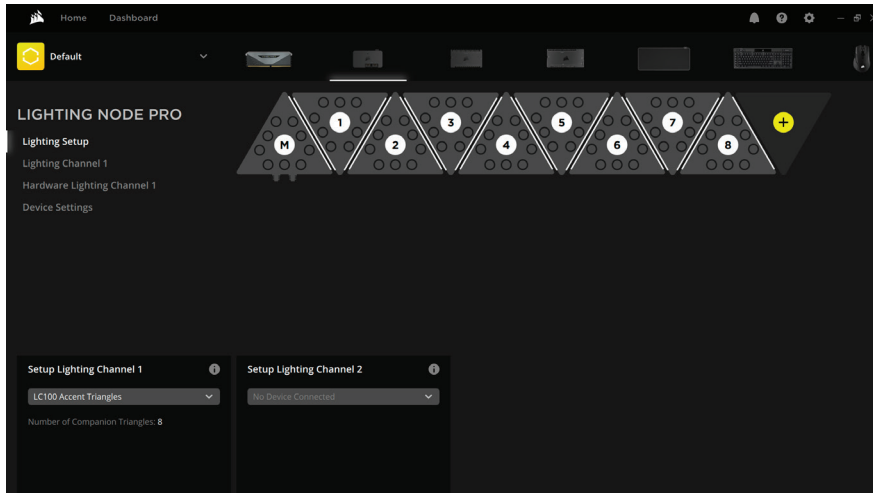 Home Dashboard
Default
LIGHTING NODE PRO
Lighting Setup
Lighting Channel 1
Hardware Lighting Channel 1
Device Settings
1 3 5 7
M 2 4 6 8
Setup Lighting Channel 1
LC100 Accent Triangles
Number of Companion Triangles: 8
Setup Lighting Channel 2
No Device Connected